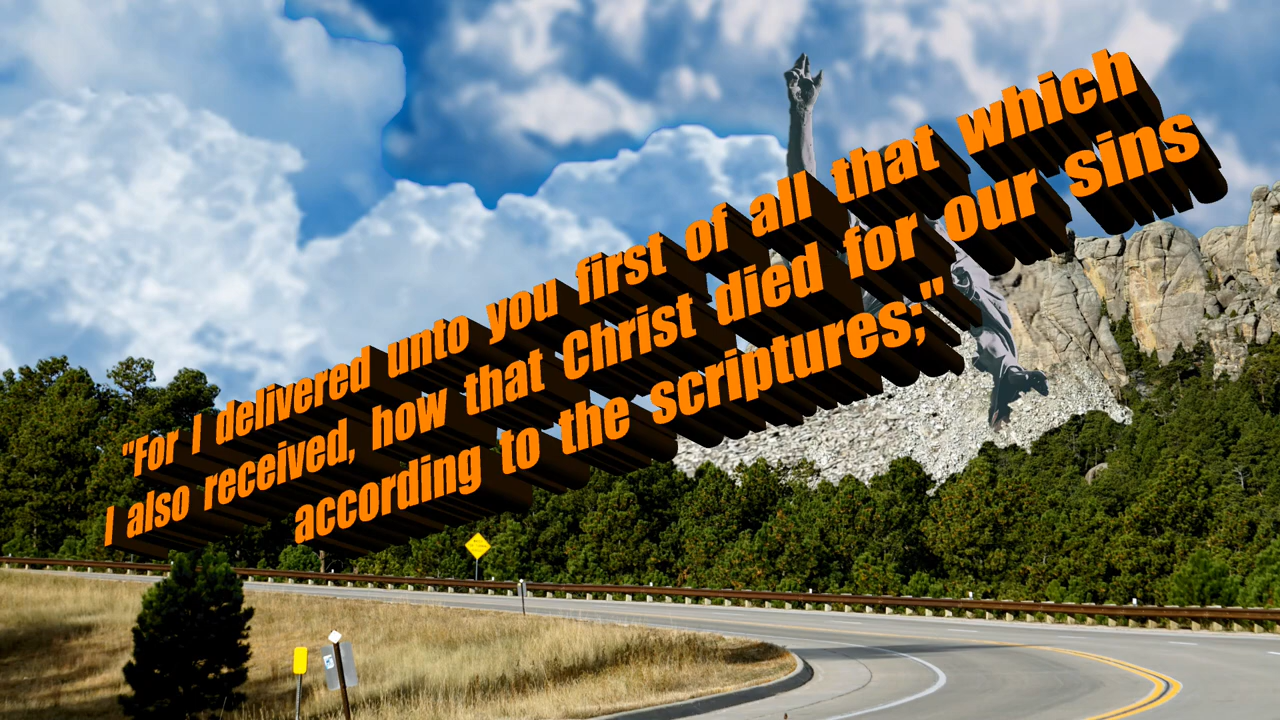 "For I delivered unto you first of all that which
I also received, how that Christ died for our sins
according to the scriptures;"